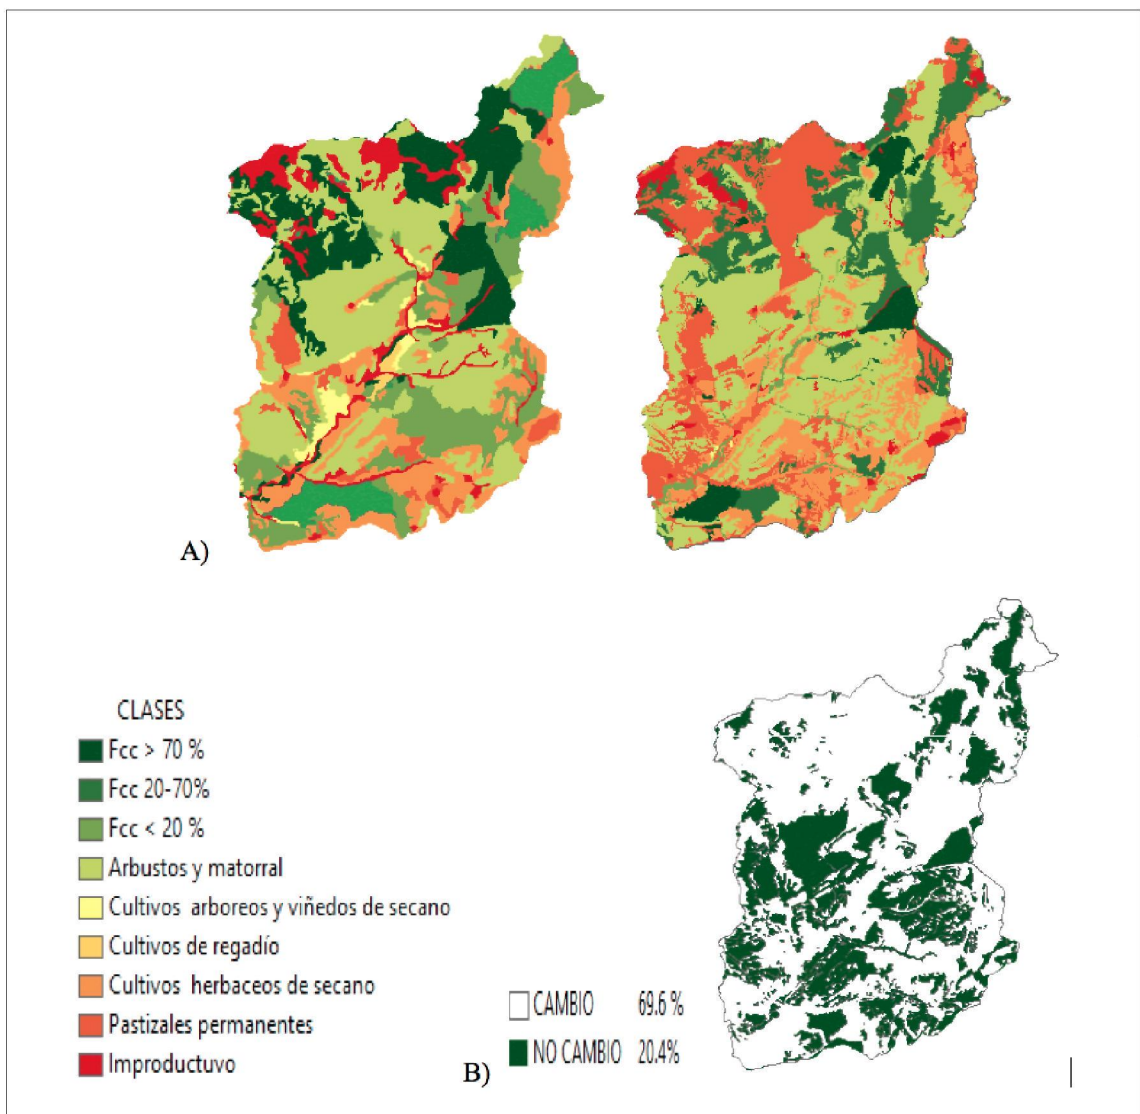 A)
CLASES
Fcc > 70 %
Fcc 20-70%
Fcc < 20 %
Arbustos y matorral
Cultivos arboreos y viñedos de secano
Cultivos de regadío
Cultivos herbaceos de secano
Pastizales permanentes
Improductuvo
B)
CAMBIO 69.6 %
NO CAMBIO 20.4%